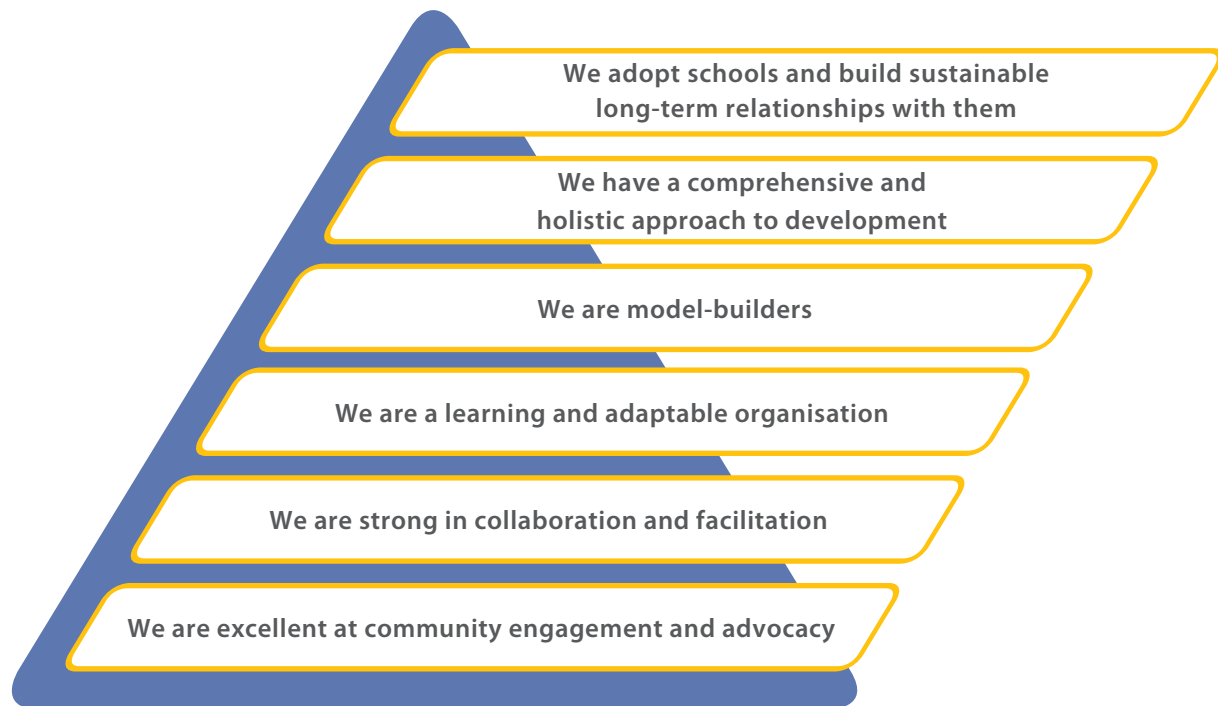 We adopt schools and build sustainable
long-term relationships with them
We have a comprehensive and
holistic approach to development
We are model-builders
We are a learning and adaptable organisation
We are strong in collaboration and facilitation
We are excellent at community engagement and advocacy